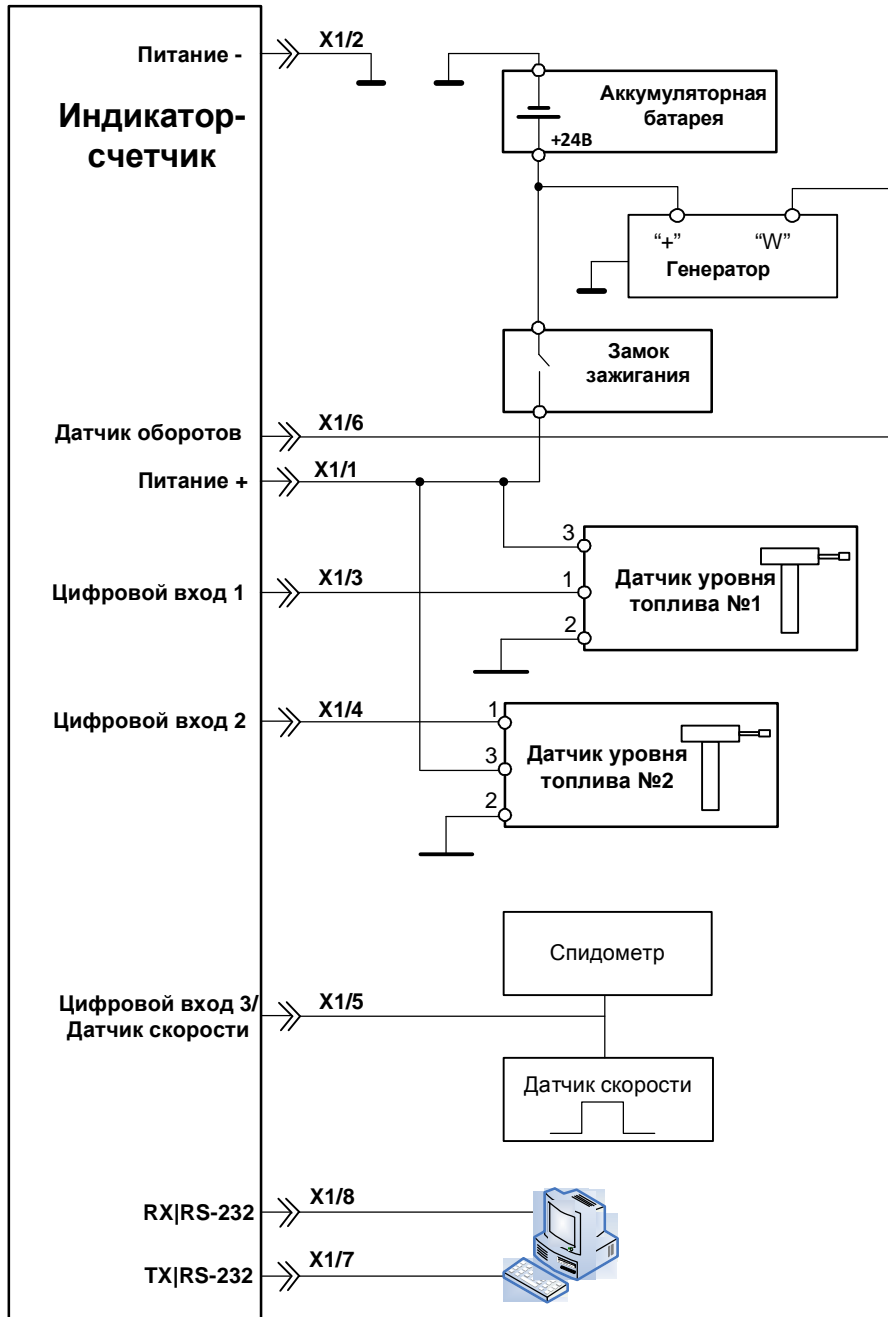 Питание -
X1/2
Индикатор-
счетчик
Аккумуляторная
батарея
+24В
“+”
“W”
Генератор
Замок
зажигания
Датчик оборотов
X1/6
Питание +
X1/1
3
Цифровой вход 1
X1/3
1
2
Датчик уровня
топлива №1
Цифровой вход 2
X1/4
1
3
2
Датчик уровня
топлива №2
Спидометр
Цифровой вход 3/
Датчик скорости
X1/5
Датчик скорости
RX|RS-232
X1/8
TX|RS-232
X1/7